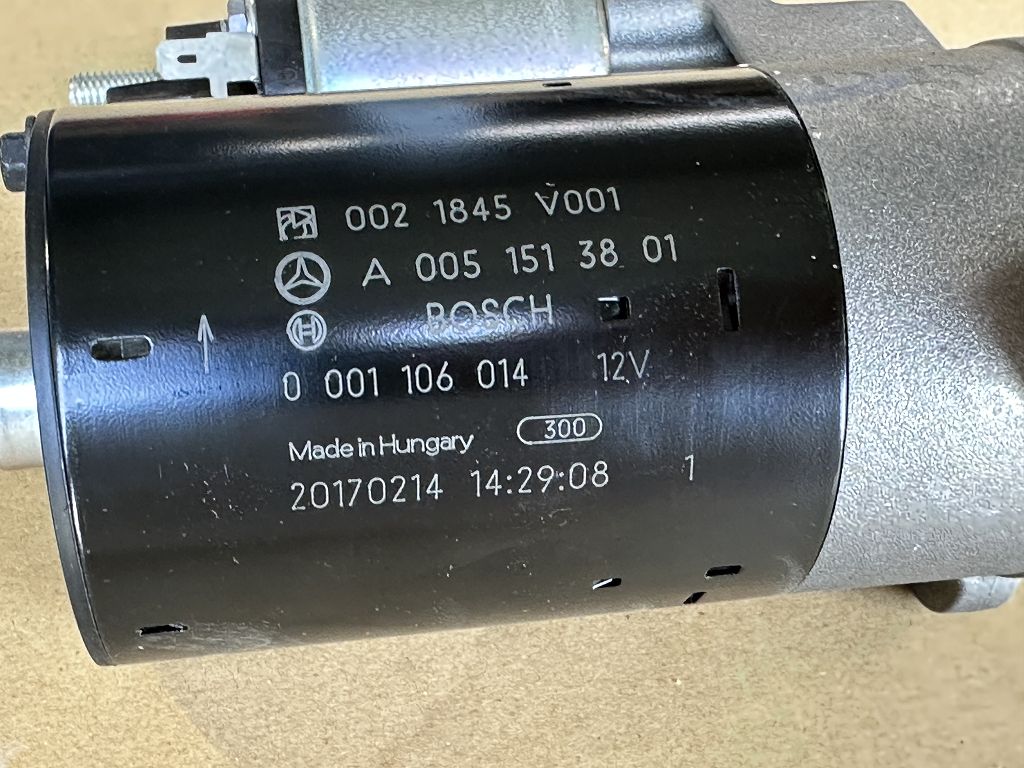 002 1845 V001
A 005 151 38 01
BOSCH
0 001 106 014 12V
Made in Hungary 300
20170214 14:29:08 1